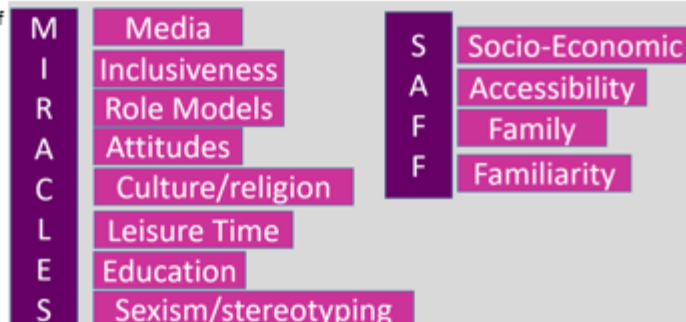 M Media
I Inclusiveness
R Role Models
A Attitudes
C Culture/religion
L Leisure Time
E Education
S Sexism/stereotyping
S Socio-Economic
A Accessibility
F Family
F Familiarity